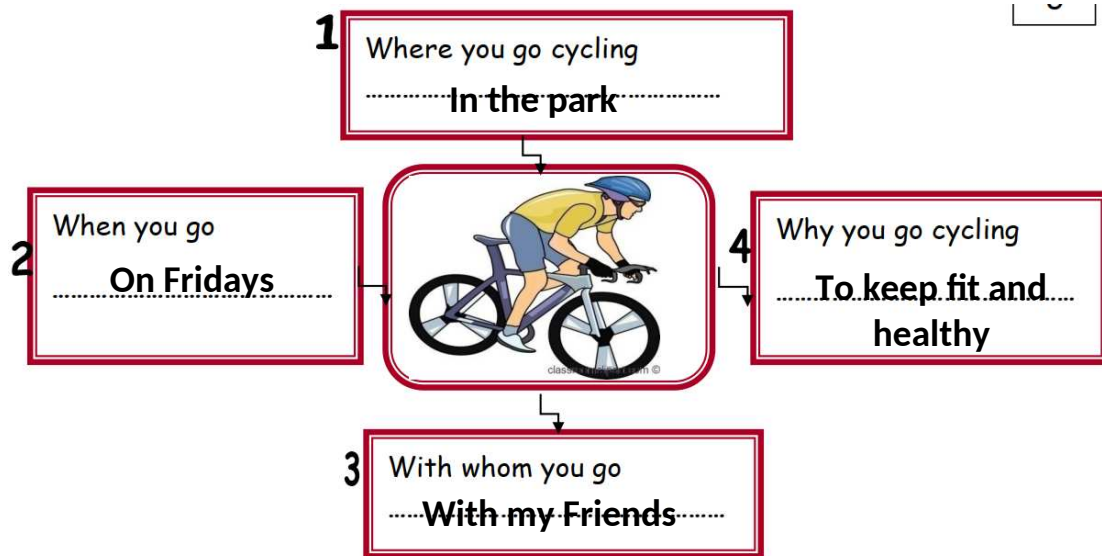 1
Where you go cycling
In the park
2
When you go
On Fridays
4
Why you go cycling
To keep fit and
healthy
3
With whom you go
With my Friends